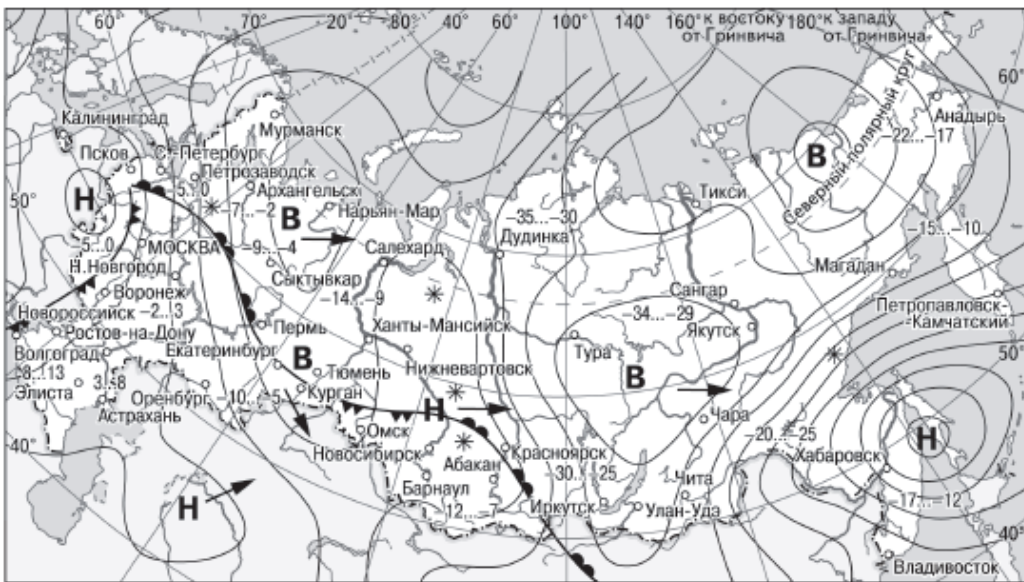 60° 70° 20° 80° 40° 60° 100° 140° 160° к востоку 180° к западу
от Гринвича от Гринвича
60°
Калининград
Мурманск
Анадырь
Псков С.-Петербург
-22...-17
Северный полярный круг
Петрозаводск
В
-5...0
Архангельск
Н
50°
-7...-2
В
Нарьян-Мар
Тикси
-35...-30
Дудинка
-15...-10
5...0
МОСКВА
-9...-4
Салехард
Н.Новгород
Магадан
Сыктывкар
-14...-9
Сангар
Воронеж
Петропавловск-
-Камчатский
Новороссийск
-2...3
-34...-29
Ростов-на-Дону
Пермь
Ханты-Мансийск
Якутск
Волгоград
Екатеринбург
В
Тура
50°
8...13
Тюмень
Нижневартовск
В
Элиста
3...8
Оренбург
-10...-5
Курган
Н
Астрахань
Чара
Омск
-20...-25
40°
Новосибирск
Красноярск
Хабаровск
Н
Абакан
30...25
Чита
Барнаул
Н
12...-7
Иркутск
Улан-Удэ
-17...-12
40°
Владивосток